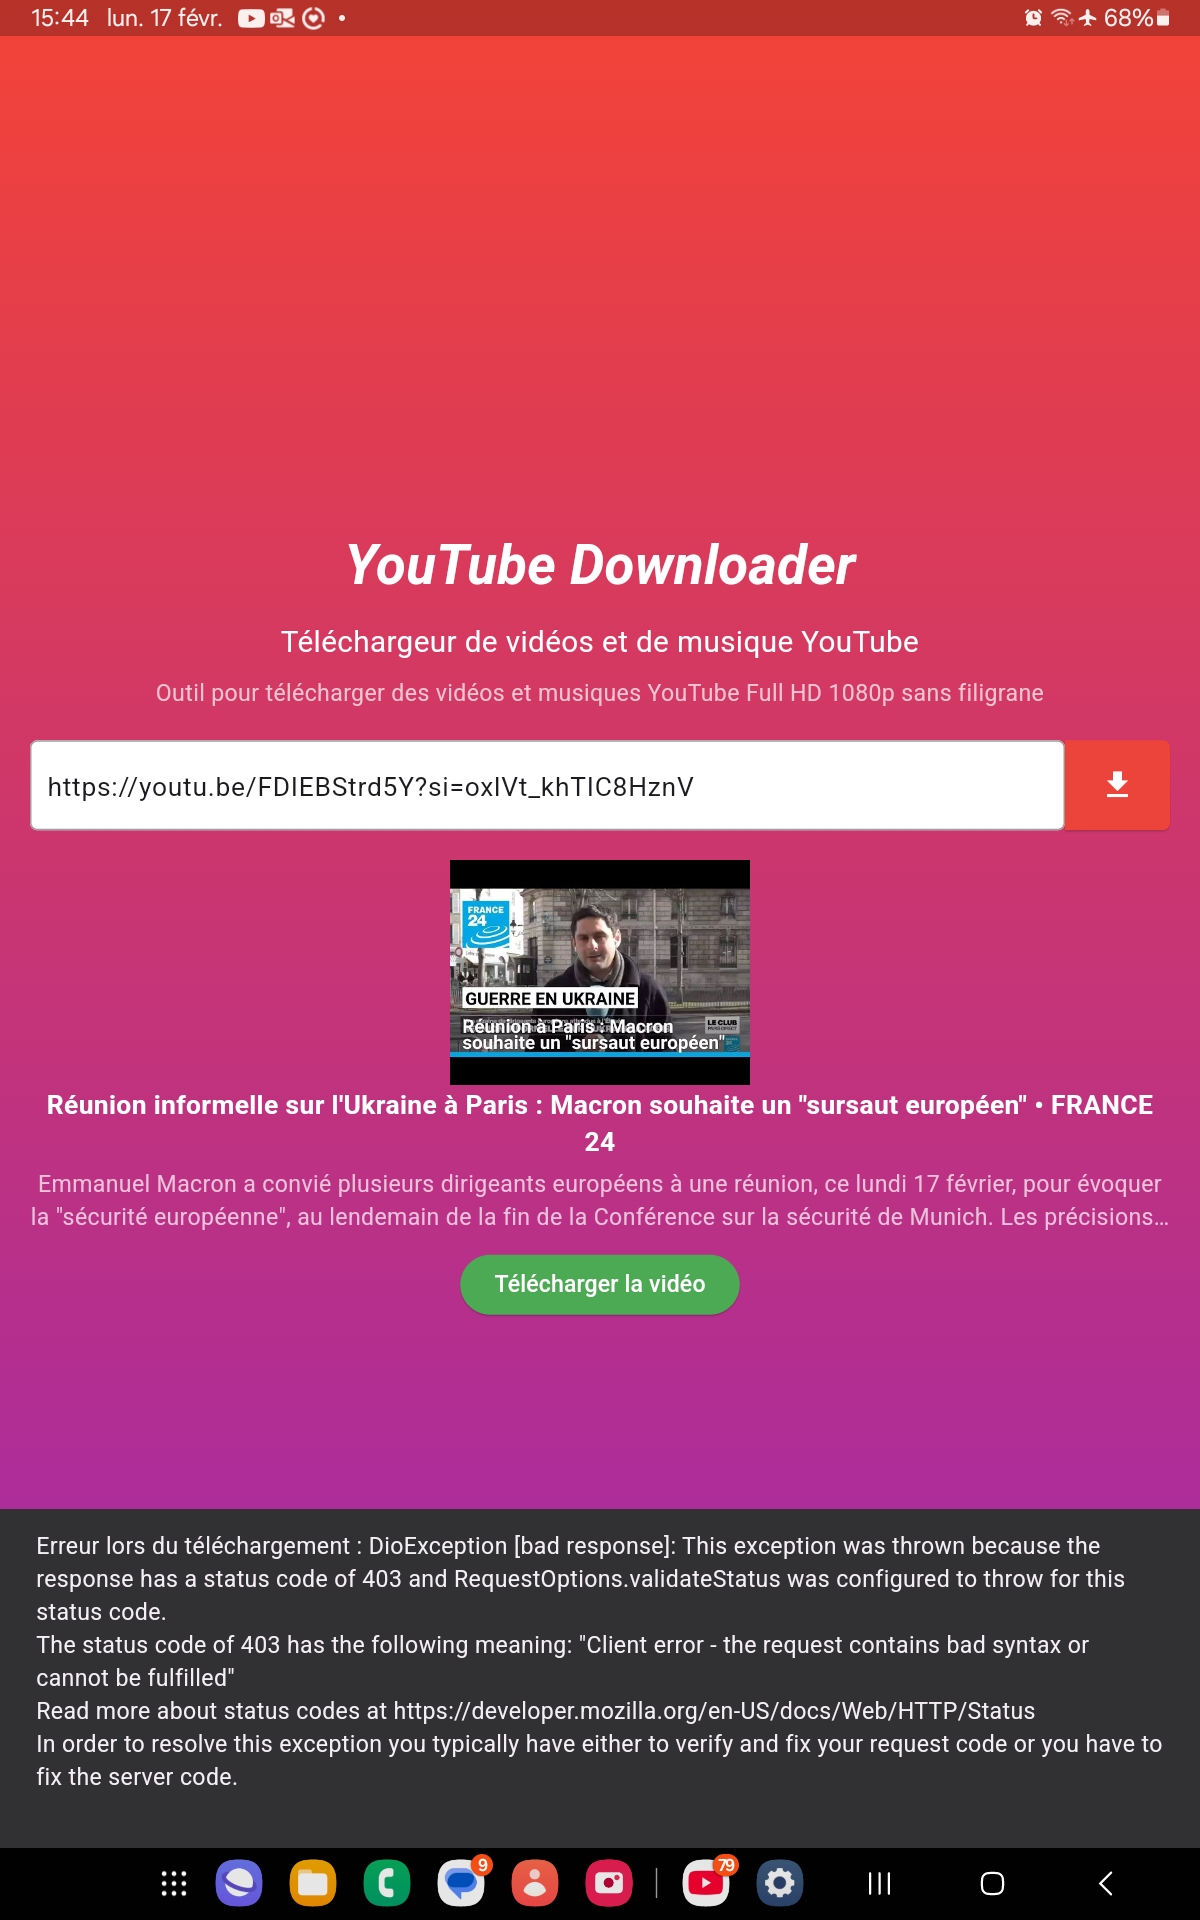 15:44 lun. 17 févr.
68%
YouTube Downloader
Téléchargeur de vidéos et de musique YouTube
Outil pour télécharger des vidéos et musiques YouTube Full HD 1080p sans filigrane
https://youtu.be/FDIEBStrd5Y?si=oxIVt_khTIC8HznV
FRANCE
24
GUERRE EN UKRAINE
Réunion à Paris : Macron
souhaite un "sursaut européen"
LE CLUB
Réunion informelle sur l'Ukraine à Paris : Macron souhaite un "sursaut européen" • FRANCE
24
Emmanuel Macron a convié plusieurs dirigeants européens à une réunion, ce lundi 17 février, pour évoquer
la "sécurité européenne", au lendemain de la fin de la Conférence sur la sécurité de Munich. Les précisions…
Télécharger la vidéo
Erreur lors du téléchargement : DioException [bad response]: This exception was thrown because the
response has a status code of 403 and RequestOptions.validateStatus was configured to throw for this
status code.
The status code of 403 has the following meaning: "Client error - the request contains bad syntax or
cannot be fulfilled"
Read more about status codes at https://developer.mozilla.org/en-US/docs/Web/HTTP/Status
In order to resolve this exception you typically have either to verify and fix your request code or you have to
fix the server code.
9
79